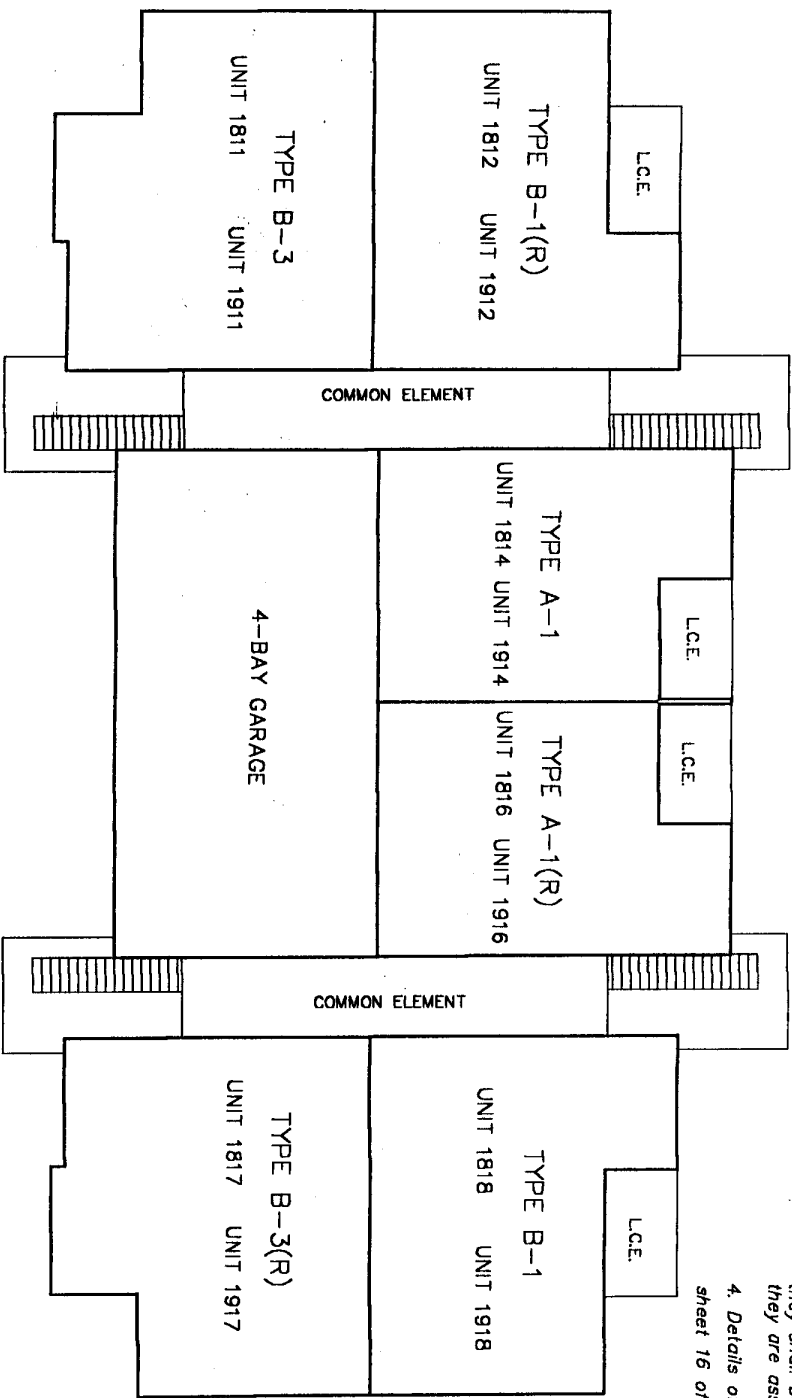 L.C.E.
TYPE B-1(R)
UNIT 1812 UNIT 1912
TYPE B-3
UNIT 1811 UNIT 1911
COMMON ELEMENT
L.C.E.
TYPE A-1
UNIT 1814 UNIT 1914
L.C.E.
TYPE A-1(R)
UNIT 1816 UNIT 1916
4-BAY GARAGE
COMMON ELEMENT
L.C.E.
TYPE B-1
UNIT 1818 UNIT 1918
TYPE B-3(R)
UNIT 1817 UNIT 1917
they are
4. Details
sheet 16 of